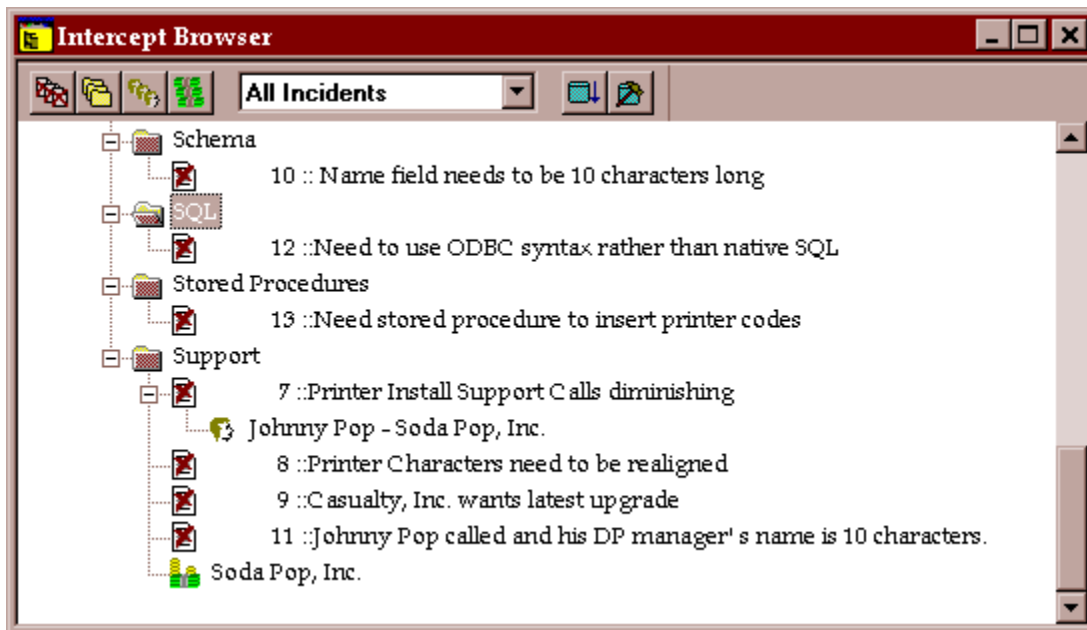 Intercept Browser
All Incidents
Schema
10 :: Name field needs to be 10 characters long
SQL
12 ::Need to use ODBC syntax rather than native SQL
Stored Procedures
13 ::Need stored procedure to insert printer codes
Support
7 ::Printer Install Support Calls diminishing
Johnny Pop - Soda Pop, Inc.
8 ::Printer Characters need to be realigned
9 ::Casualty, Inc. wants latest upgrade
11 ::Johnny Pop called and his DP manager' s name is 10 characters.
Soda Pop, Inc.